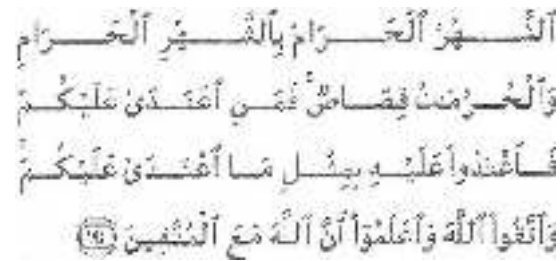 ٱلشَّهْرُ ٱلْحَرَامُ بِٱلشَّهْرِ ٱلْحَرَامِ
وَٱلْحُرُمَٰتُ قِصَاصٌ فَمَنِ ٱعْتَدَىٰ عَلَيْكُمْ
فَٱعْتَدُوا۟ عَلَيْهِ بِمِثْلِ مَا ٱعْتَدَىٰ عَلَيْكُمْ
وَٱتَّقُوا۟ ٱللَّهَ وَٱعْلَمُوٓا۟ أَنَّ ٱللَّهَ مَعَ ٱلْمُتَّقِينَ ١٩٤